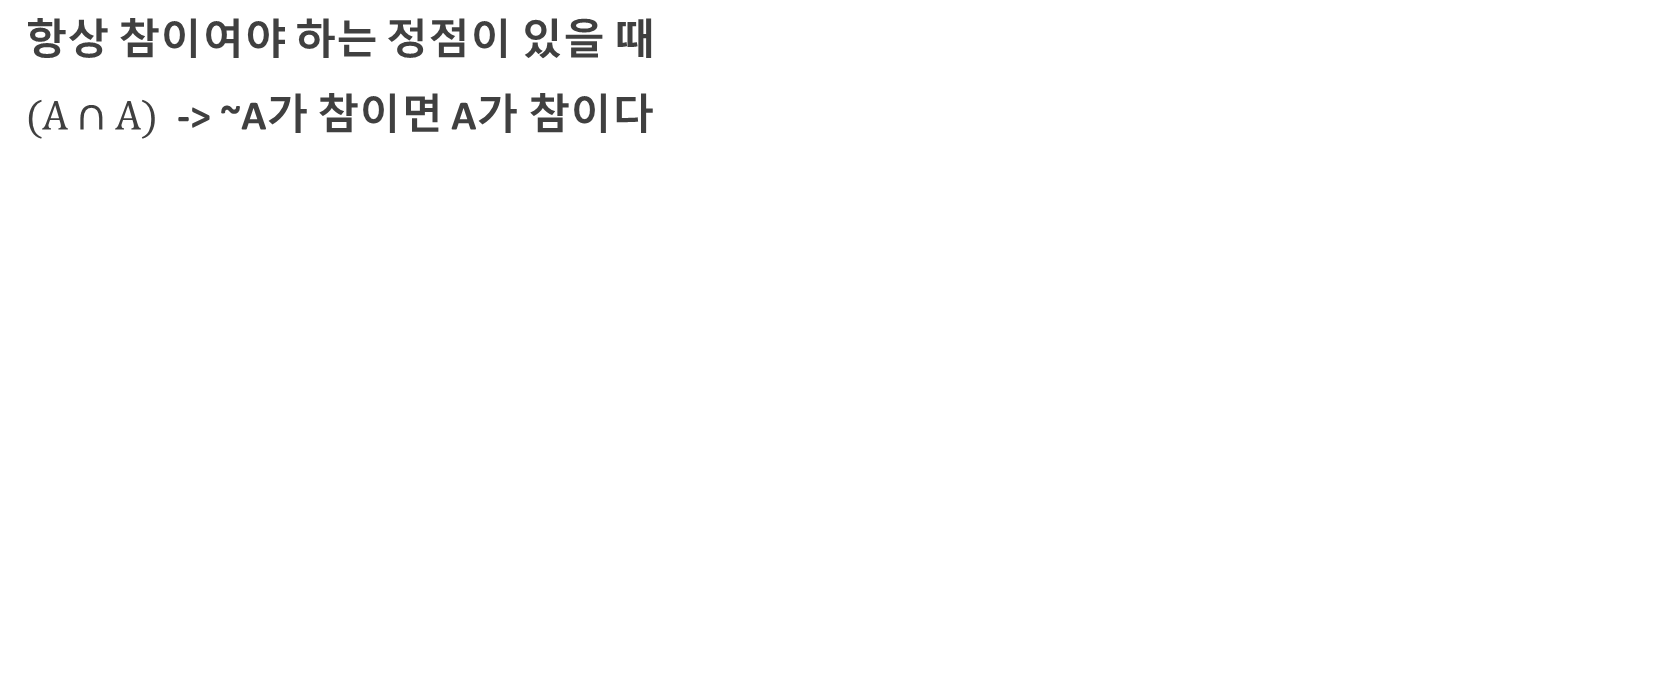 항상 참이여야 하는 정점이 있을 때
(A ∩ A) -> ~A가 참이면 A가 참이다